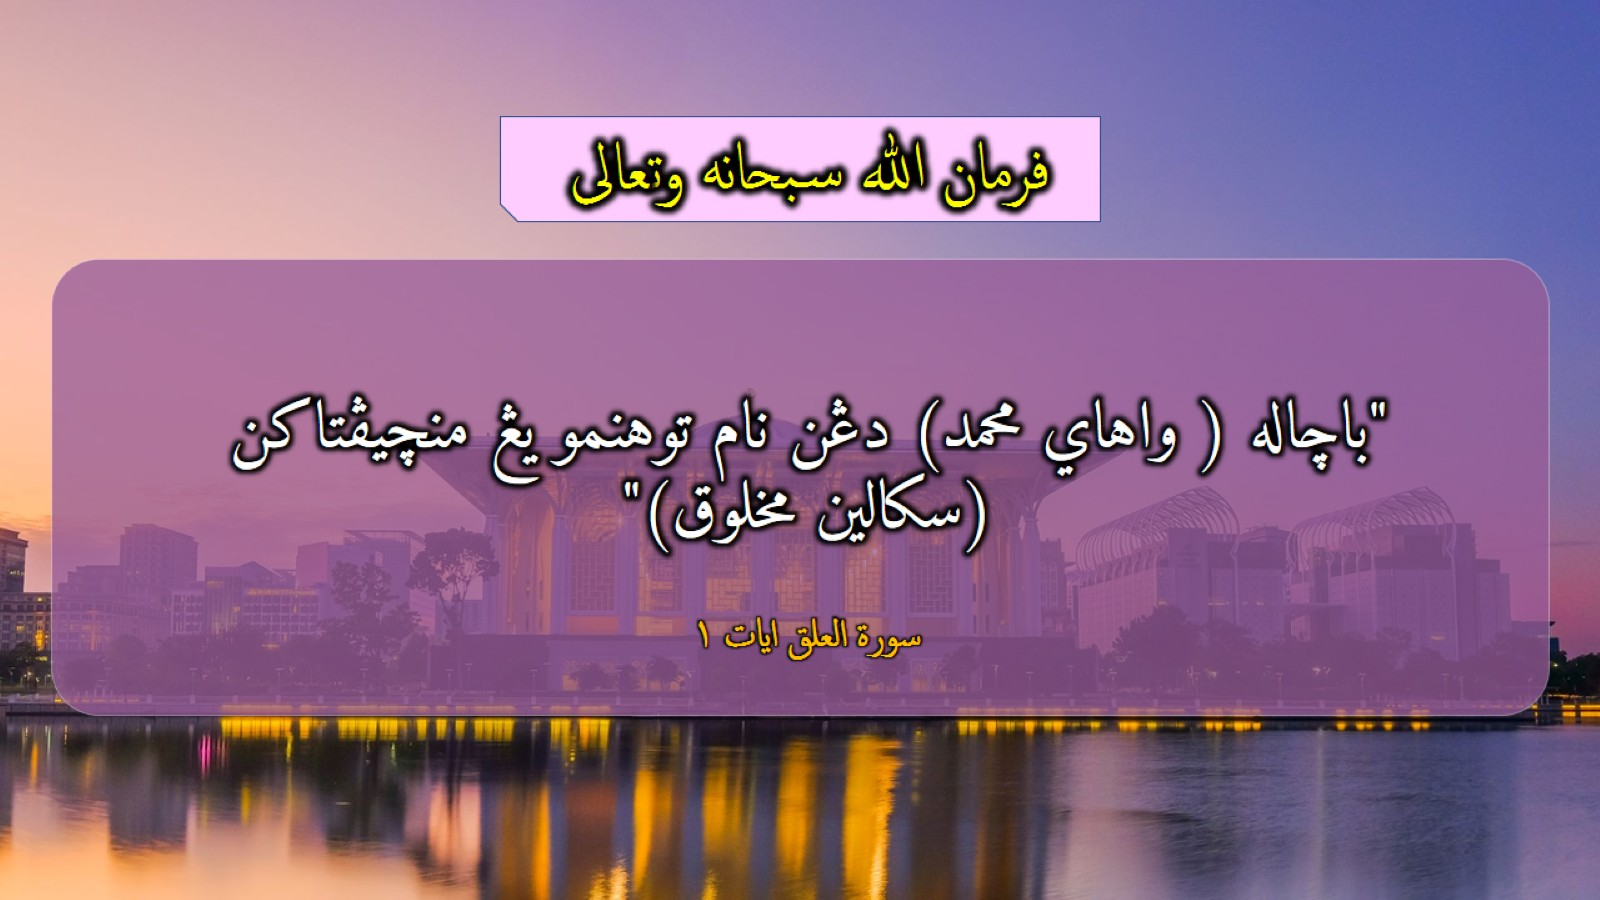 فرمان الله سبحانه وتعالى
"باچاله ( واهاي محمد) دڠن نام توهنمو يڠ منچيڤتاكن
(سكالين مخلوق)"
سورة العلق ايات ١